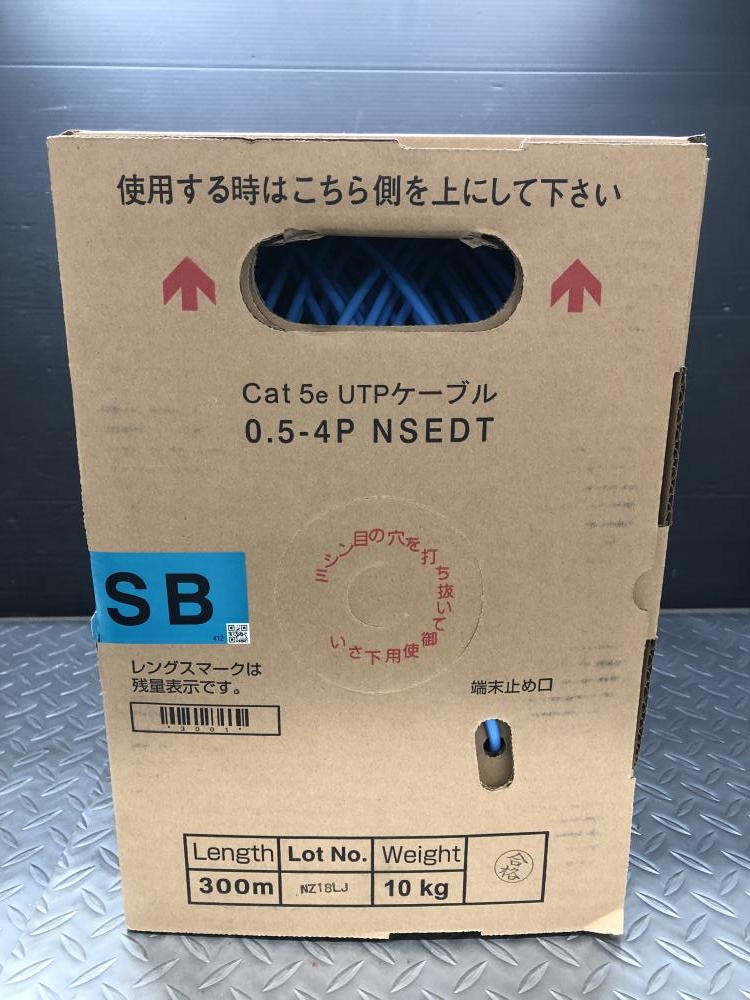 使用する時はこちら側を上にして下さい
Cat 5e UTPケーブル
0.5-4P NSEDT
ミシン目の穴を打ち抜いて御使用下さい
SB
412
レングスマークは
残量表示です。
*3001*
端末止め口
Length Lot No. Weight
300m NZ18LJ 10 kg
合格